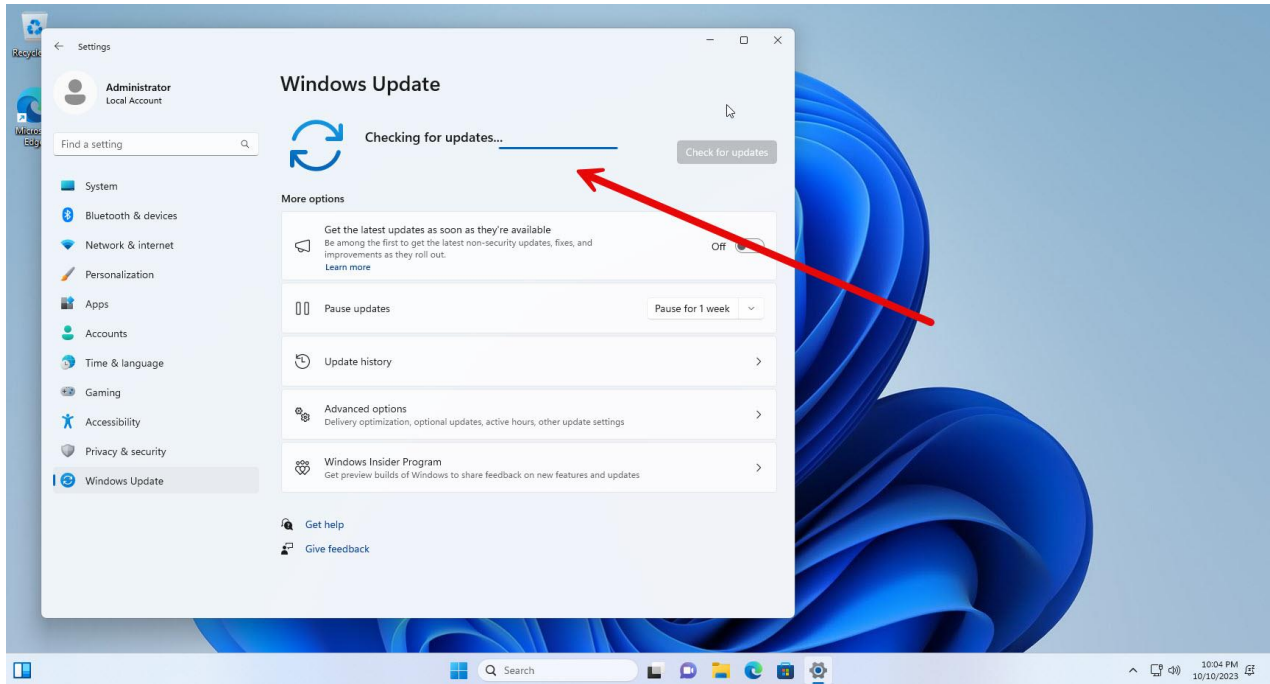 Recycle
Micros
Edg
Settings
Administrator
Local Account
Find a setting
System
Bluetooth & devices
Network & internet
Personalization
Apps
Accounts
Time & language
Gaming
Accessibility
Privacy & security
Windows Update
Windows Update
Checking for updates...
Check for updates
More options
Get the latest updates as soon as they're available
Be among the first to get the latest non-security updates, fixes, and
improvements as they roll out.
Learn more
Off
Pause updates
Pause for 1 week
Update history
Advanced options
Delivery optimization, optional updates, active hours, other update settings
Windows Insider Program
Get preview builds of Windows to share feedback on new features and updates
Get help
Give feedback
Search
10:04 PM
10/10/2023